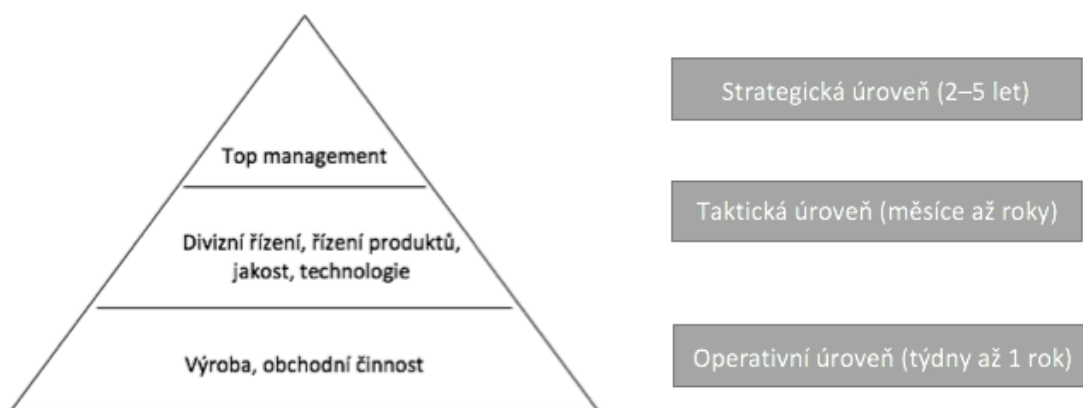 Strategická úroveň (2–5 let)
Top management
Taktická úroveň (měsíce až roky)
Divizní řízení, řízení produktů,
jakost, technologie
Výroba, obchodní činnost
Operativní úroveň (týdny až 1 rok)